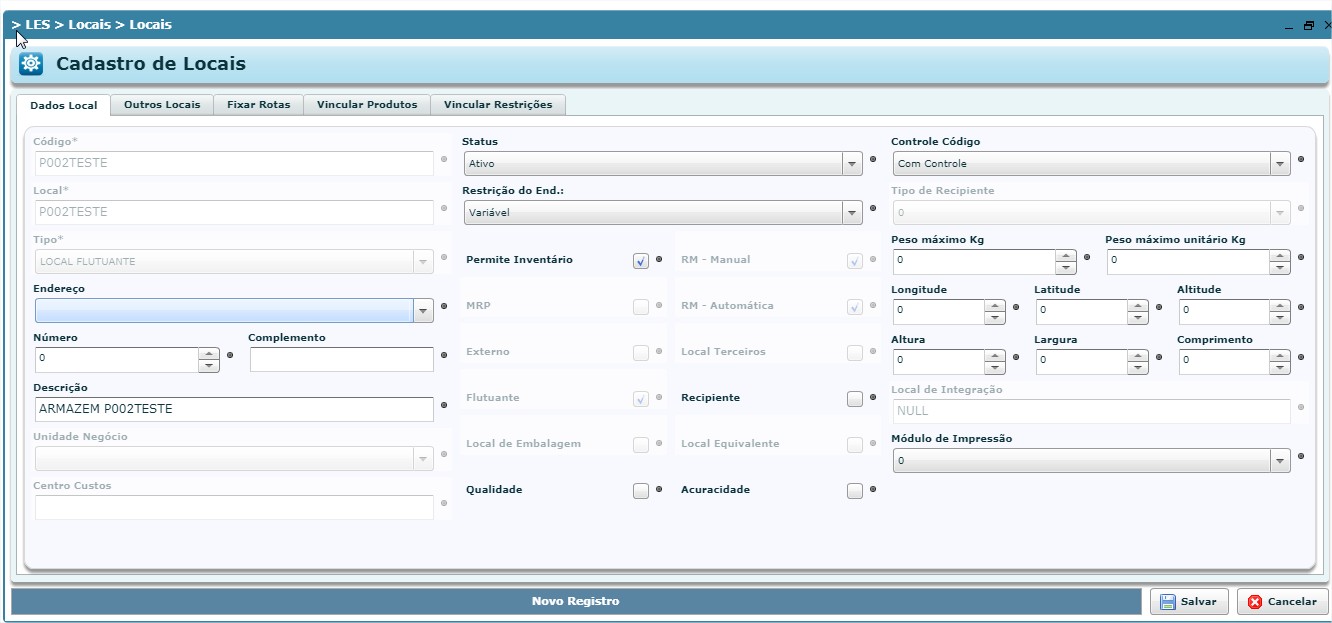 > LES > Locais > Locais
Cadastro de Locais
Dados Local Outros Locais Fixar Rotas Vincular Produtos Vincular Restrições
Código*
P002TESTE
Local*
P002TESTE
Tipo*
LOCAL FLUTUANTE
Endereço
Número Complemento
0
Descrição
ARMAZEM P002TESTE
Unidade Negócio
Centro Custos
Status
Ativo
Restrição do End.:
Variável
Permite Inventário RM - Manual
MRP RM - Automática
Externo Local Terceiros
Flutuante Recipiente
Local de Embalagem Local Equivalente
Qualidade Acuracidade
Controle Código
Com Controle
Tipo de Recipiente
0
Peso máximo Kg Peso máximo unitário Kg
0 0
Longitude Latitude Altitude
0 0 0
Altura Largura Comprimento
0 0 0
Local de Integração
NULL
Módulo de Impressão
0
Novo Registro
Salvar Cancelar